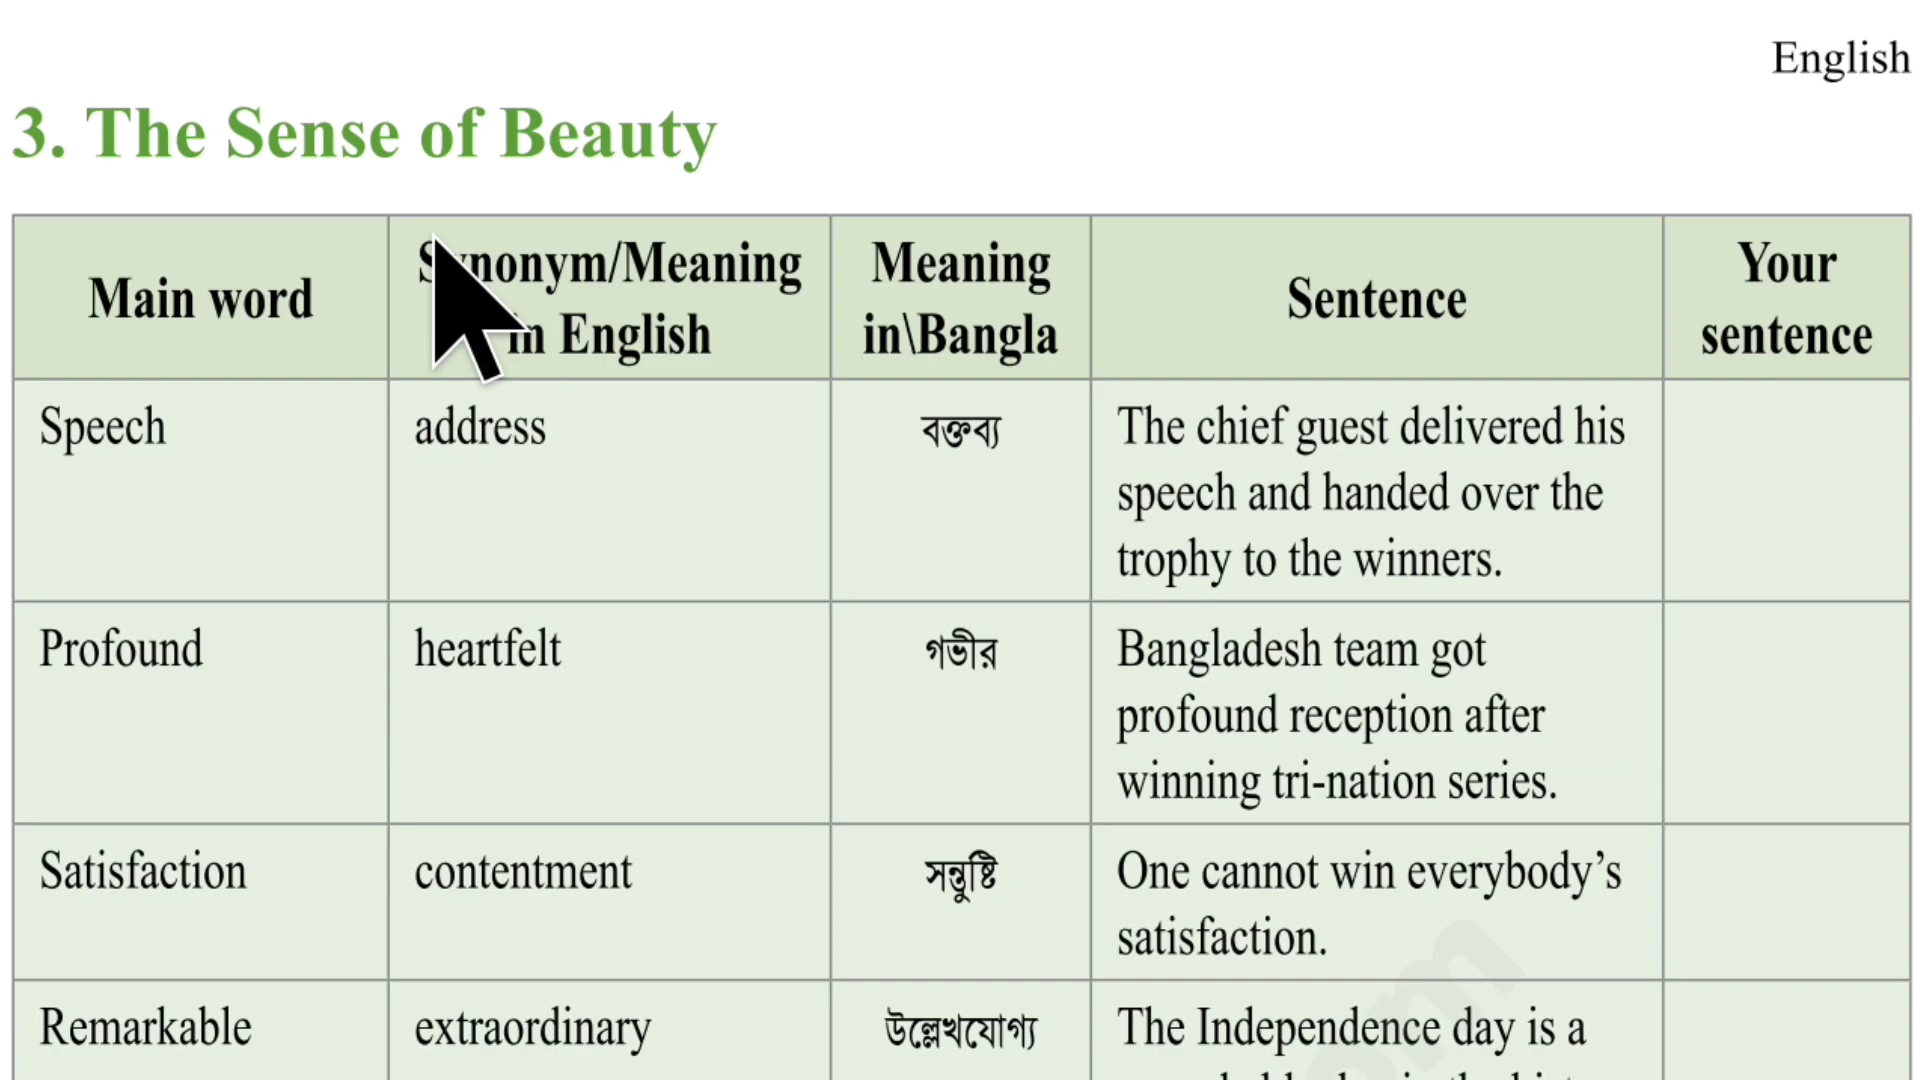 English
3. The Sense of Beauty
Main word
Synonym/Meaning
in English
Meaning
in\Bangla
Sentence
Your
sentence
Speech
address
বক্তব্য
The chief guest delivered his
speech and handed over the
trophy to the winners.
Profound
heartfelt
গভীর
Bangladesh team got
profound reception after
winning tri-nation series.
Satisfaction
contentment
সন্তুষ্টি
One cannot win everybody’s
satisfaction.
Remarkable
extraordinary
উল্লেখযোগ্য
The Independence day is a